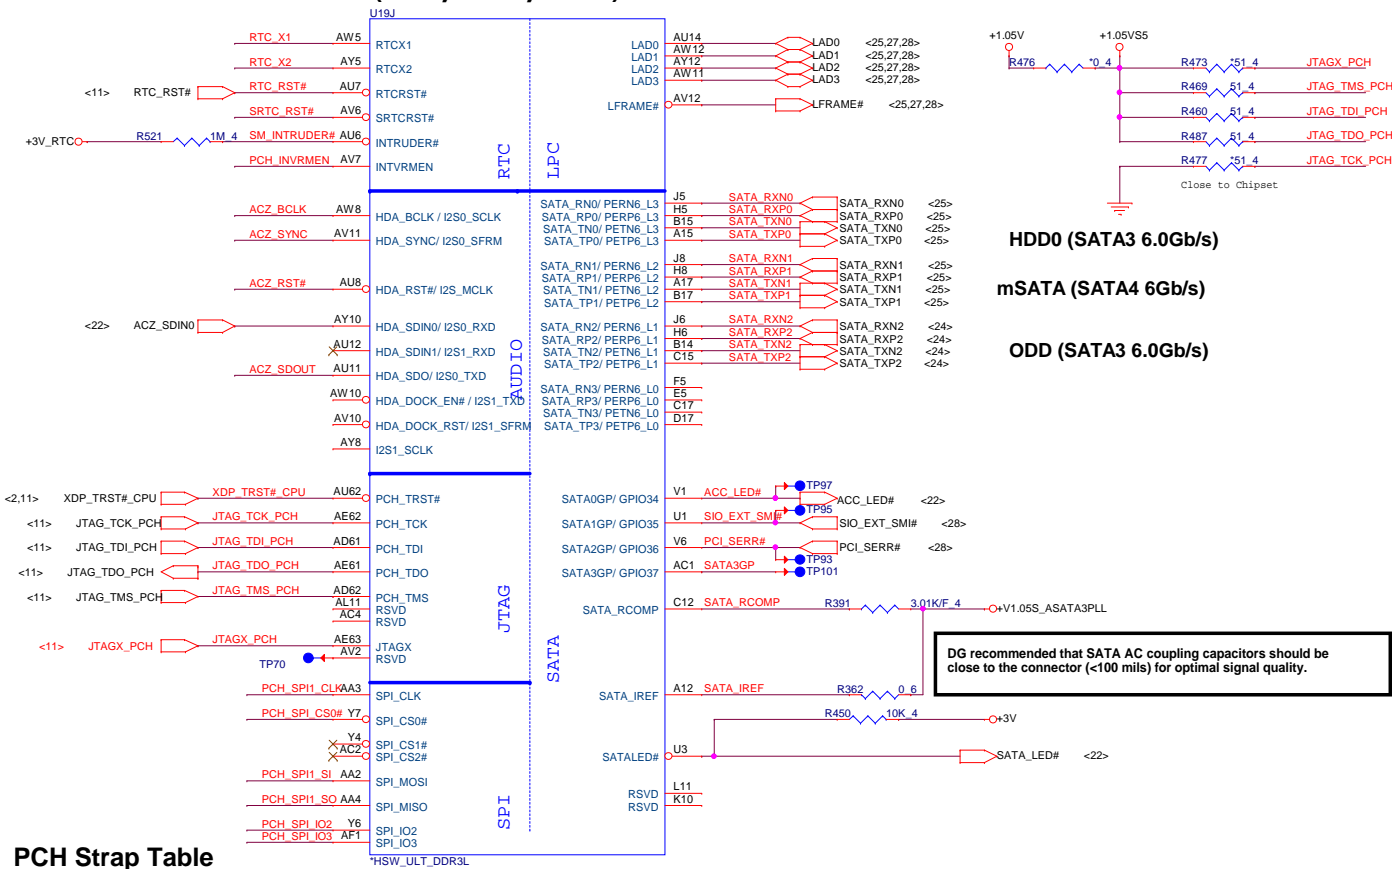 U19J
RTC_X1 AW5 RTCX1
RTC_X2 AY5 RTCX2
<11> RTC_RST# RTC_RST# AU7 RTCRST#
SRTC_RST# AV6 SRTCRST#
+3V_RTC R521 1M_4 SM_INTRUDER# AU6 INTRUDER#
PCH_INVRMEN AV7 INTVRMEN
RTC
LPC
LAD0 AU14 LAD0 <25,27,28>
LAD1 AW12 LAD1 <25,27,28>
LAD2 AY12 LAD2 <25,27,28>
LAD3 AW11 LAD3 <25,27,28>
LFRAME# AV12 LFRAME# <25,27,28>
+1.05V +1.05VS5
R476 *0_4
R473 *51_4 JTAGX_PCH
R469 51_4 JTAG_TMS_PCH
R460 51_4 JTAG_TDI_PCH
R487 51_4 JTAG_TDO_PCH
R477 *51_4 JTAG_TCK_PCH
Close to Chipset
ACZ_BCLK AW8 HDA_BCLK / I2S0_SCLK
ACZ_SYNC AV11 HDA_SYNC/ I2S0_SFRM
ACZ_RST# AU8 HDA_RST#/ I2S_MCLK
<22> ACZ_SDIN0 AY10 HDA_SDIN0/ I2S0_RXD
AU12 HDA_SDIN1/ I2S1_RXD
ACZ_SDOUT AU11 HDA_SDO/ I2S0_TXD
AW10 HDA_DOCK_EN# / I2S1_TXD
AV10 HDA_DOCK_RST/ I2S1_SFRM
AY8 I2S1_SCLK
AUDIO
SATA_RN0/ PERN6_L3 J5 SATA_RXN0 SATA_RXN0 <25>
SATA_RP0/ PERP6_L3 H5 SATA_RXP0 SATA_RXP0 <25>
SATA_TN0/ PETN6_L3 B15 SATA_TXN0 SATA_TXN0 <25>
SATA_TP0/ PETP6_L3 A15 SATA_TXP0 SATA_TXP0 <25>
HDD0 (SATA3 6.0Gb/s)
SATA_RN1/ PERN6_L2 J8 SATA_RXN1 SATA_RXN1 <25>
SATA_RP1/ PERP6_L2 H8 SATA_RXP1 SATA_RXP1 <25>
SATA_TN1/ PETN6_L2 A17 SATA_TXN1 SATA_TXN1 <25>
SATA_TP1/ PETP6_L2 B17 SATA_TXP1 SATA_TXP1 <25>
mSATA (SATA4 6Gb/s)
SATA_RN2/ PERN6_L1 J6 SATA_RXN2 SATA_RXN2 <24>
SATA_RP2/ PERP6_L1 H6 SATA_RXP2 SATA_RXP2 <24>
SATA_TN2/ PETN6_L1 B14 SATA_TXN2 SATA_TXN2 <24>
SATA_TP2/ PETP6_L1 C15 SATA_TXP2 SATA_TXP2 <24>
ODD (SATA3 6.0Gb/s)
SATA_RN3/ PERN6_L0 F5
SATA_RP3/ PERP6_L0 E5
SATA_TN3/ PETN6_L0 C17
SATA_TP3/ PETP6_L0 D17
<2,11> XDP_TRST#_CPU XDP_TRST#_CPU AU62 PCH_TRST#
<11> JTAG_TCK_PCH JTAG_TCK_PCH AE62 PCH_TCK
<11> JTAG_TDI_PCH JTAG_TDI_PCH AD61 PCH_TDI
<11> JTAG_TDO_PCH JTAG_TDO_PCH AE61 PCH_TDO
<11> JTAG_TMS_PCH JTAG_TMS_PCH AD62 PCH_TMS
AL11 RSVD
AC4 RSVD
<11> JTAGX_PCH JTAGX_PCH AE63 JTAGX
TP70 AV2 RSVD
JTAG
SATA
SATA0GP/ GPIO34 V1 ACC_LED# TP97 ACC_LED# <22>
SATA1GP/ GPIO35 U1 SIO_EXT_SMI# TP95 SIO_EXT_SMI# <28>
SATA2GP/ GPIO36 V6 PCI_SERR# PCI_SERR# <28> TP93
SATA3GP/ GPIO37 AC1 SATA3GP TP101
SATA_RCOMP C12 SATA_RCOMP R391 3.01K/F_4 +V1.05S_ASATA3PLL
DG recommended that SATA AC coupling capacitors should be
close to the connector (<100 mils) for optimal signal quality.
SATA_IREF A12 SATA_IREF R362 0_6
R450 10K_4 +3V
SATALED# U3 SATA_LED# <22>
RSVD L11
RSVD K10
PCH_SPI1_CLK AA3 SPI_CLK
PCH_SPI_CS0# Y7 SPI_CS0#
Y4 SPI_CS1#
AC2 SPI_CS2#
PCH_SPI1_SI AA2 SPI_MOSI
PCH_SPI1_SO AA4 SPI_MISO
PCH_SPI_IO2 Y6 SPI_IO2
PCH_SPI_IO3 AF1 SPI_IO3
SPI
*HSW_ULT_DDR3L
PCH Strap Table